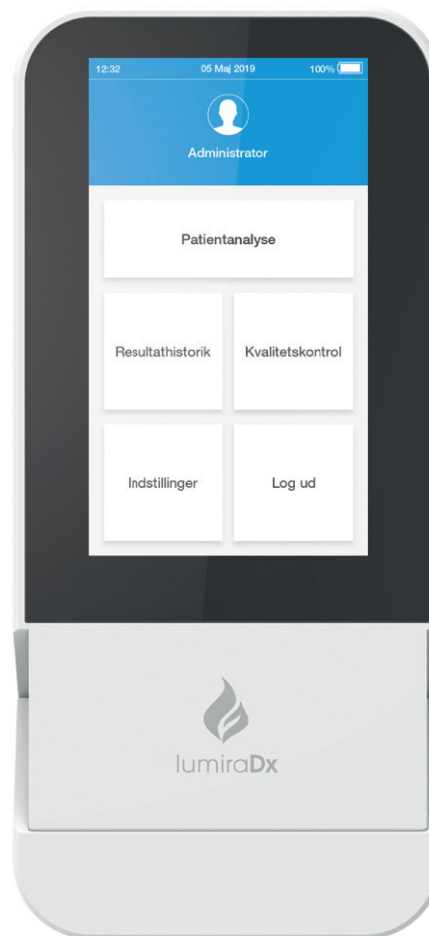 12:32 05 Maj 2019 100%
Administrator
Patientanalyse
Resultathistorik Kvalitetskontrol
Indstillinger Log ud
lumiraDx